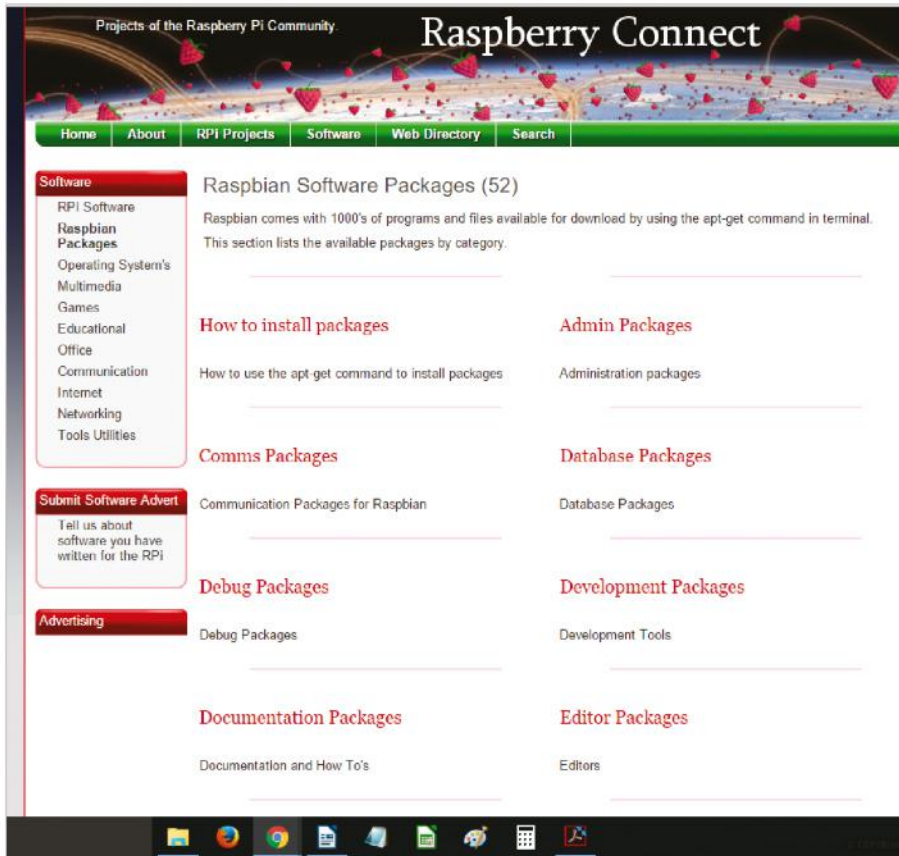 Projects of the Raspberry Pi Community.
Raspberry Connect
Home About RPi Projects Software Web Directory Search
Software
RPI Software
Raspbian
Packages
Operating System's
Multimedia
Games
Educational
Office
Communication
Internet
Networking
Tools Utilities
Submit Software Advert
Tell us about
software you have
written for the RPi
Advertising
Raspbian Software Packages (52)
Raspbian comes with 1000's of programs and files available for download by using the apt-get command in terminal.
This section lists the available packages by category.
How to install packages
How to use the apt-get command to install packages
Admin Packages
Administration packages
Comms Packages
Communication Packages for Raspbian
Database Packages
Database Packages
Debug Packages
Debug Packages
Development Packages
Development Tools
Documentation Packages
Documentation and How To's
Editor Packages
Editors